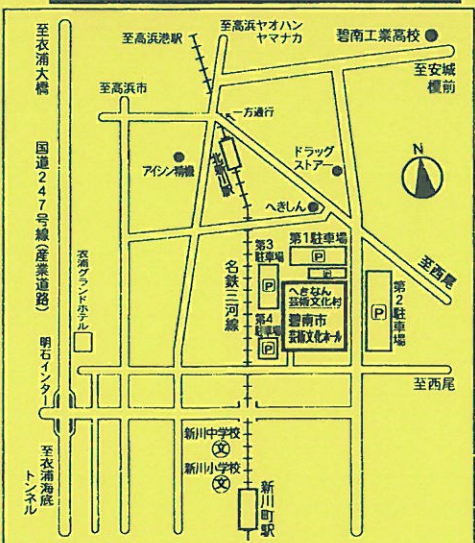 至衣浦大橋
至高浜港駅
至高浜ヤオハン
ヤマナカ
碧南工業高校
至安城
榎前
至高浜市
一方通行
国道247号線(産業道路)
アイシン精機
北新川駅
ドラッグ
ストアー
N
へきしん
至西尾
衣浦グランドホテル
名鉄三河線
第3
駐車場
P
第1駐車場
P
P
へきなん
芸術文化村
碧南市
芸術文化ホール
第4
駐車場
P
第2駐車場
P
明石インター
至西尾
至衣浦海底
トンネル
新川中学校
文
新川小学校
文
新川町駅